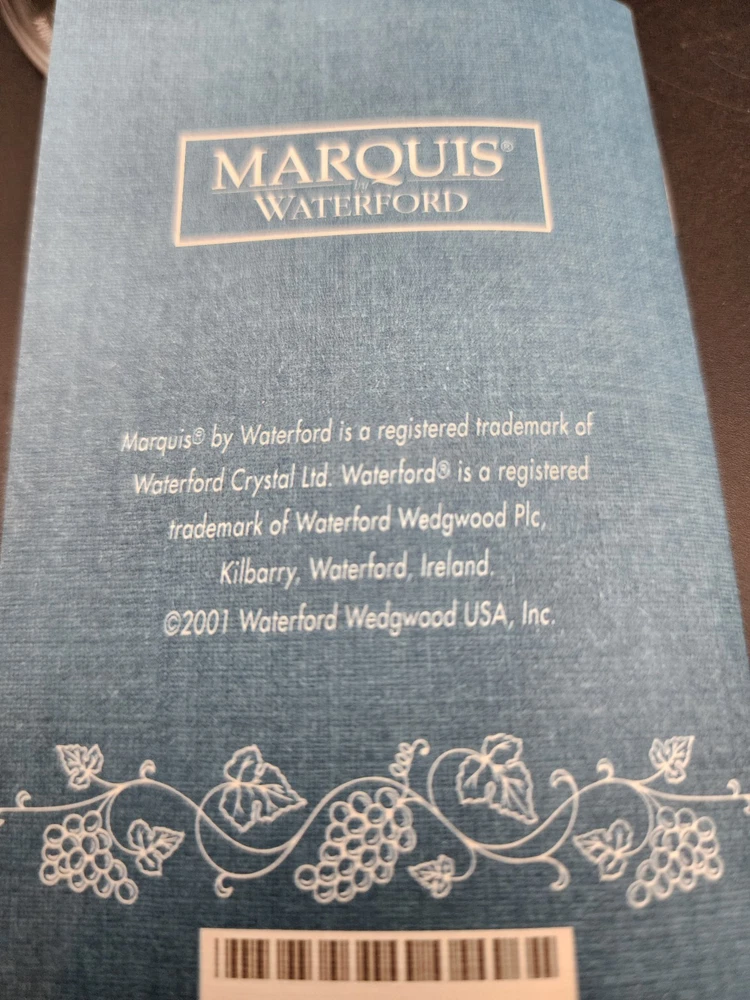 MARQUIS®
by
WATERFORD
Marquis® by Waterford is a registered trademark of
Waterford Crystal Ltd. Waterford® is a registered
trademark of Waterford Wedgwood Plc,
Kilbarry, Waterford, Ireland.
©2001 Waterford Wedgwood USA, Inc.